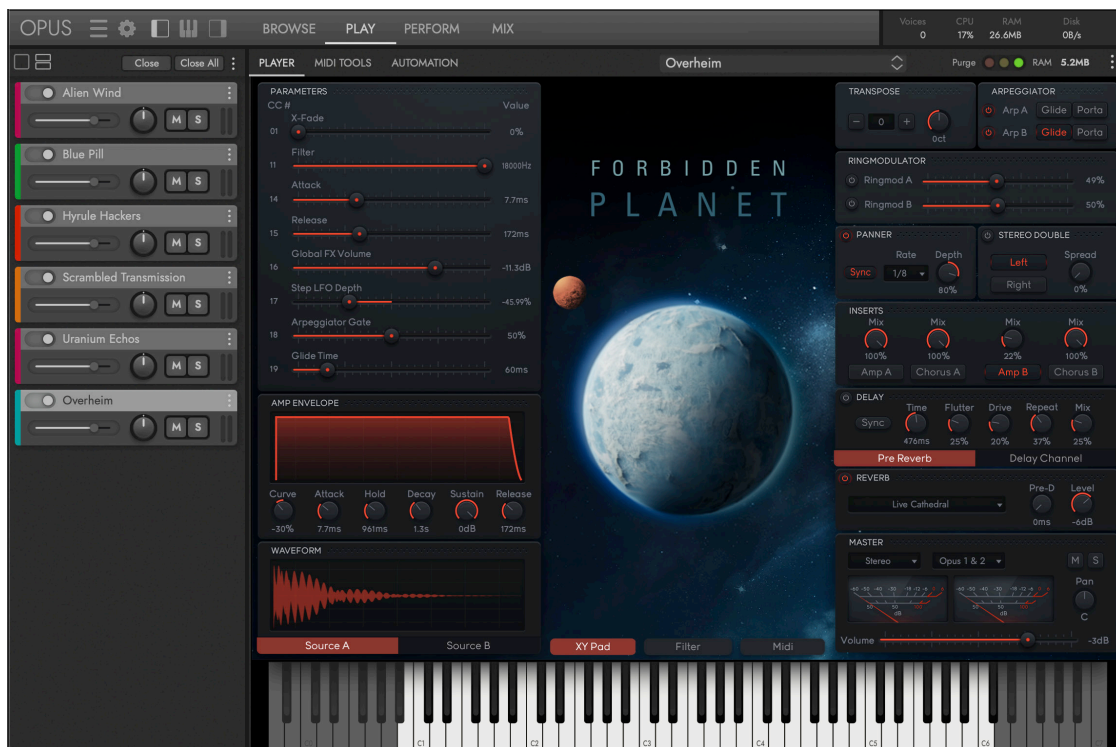 OPUS
BROWSE PLAY PERFORM MIX
Voices CPU RAM Disk
0 17% 26.6MB 0B/s
Close Close All
PLAYER MIDI TOOLS AUTOMATION
Overheim
Purge RAM 5.2MB
Alien Wind
M S
Blue Pill
M S
Hyrule Hackers
M S
Scrambled Transmission
M S
Uranium Echos
M S
Overheim
M S
PARAMETERS
CC # Value
X-Fade
01 0%
Filter
11 18000Hz
Attack
14 7.7ms
Release
15 172ms
Global FX Volume
16 -11.3dB
Step LFO Depth
17 -45.99%
Arpeggiator Gate
18 50%
Glide Time
19 60ms
AMP ENVELOPE
Curve Attack Hold Decay Sustain Release
-30% 7.7ms 961ms 1.3s 0dB 172ms
WAVEFORM
Source A Source B
FORBIDDEN
PLANET
XY Pad Filter Midi
TRANSPOSE
0
Oct
ARPEGGIATOR
Arp A Glide Porta
Arp B Glide Porta
RINGMODULATOR
Ringmod A 49%
Ringmod B 50%
PANNER
Rate Depth
Sync 1/8
80%
STEREO DOUBLE
Left Spread
Right 0%
INSERTS
Mix Mix Mix Mix
100% 100% 22% 100%
Amp A Chorus A Amp B Chorus B
DELAY
Time Flutter Drive Repeat Mix
Sync
476ms 25% 20% 37% 25%
Pre Reverb Delay Channel
REVERB
Pre-D Level
Live Cathedral
0ms -6dB
MASTER
Stereo Opus 1 & 2 M S
Pan
C
dB dB
Volume -3dB
C1 C2 C3 C4 C5 C6